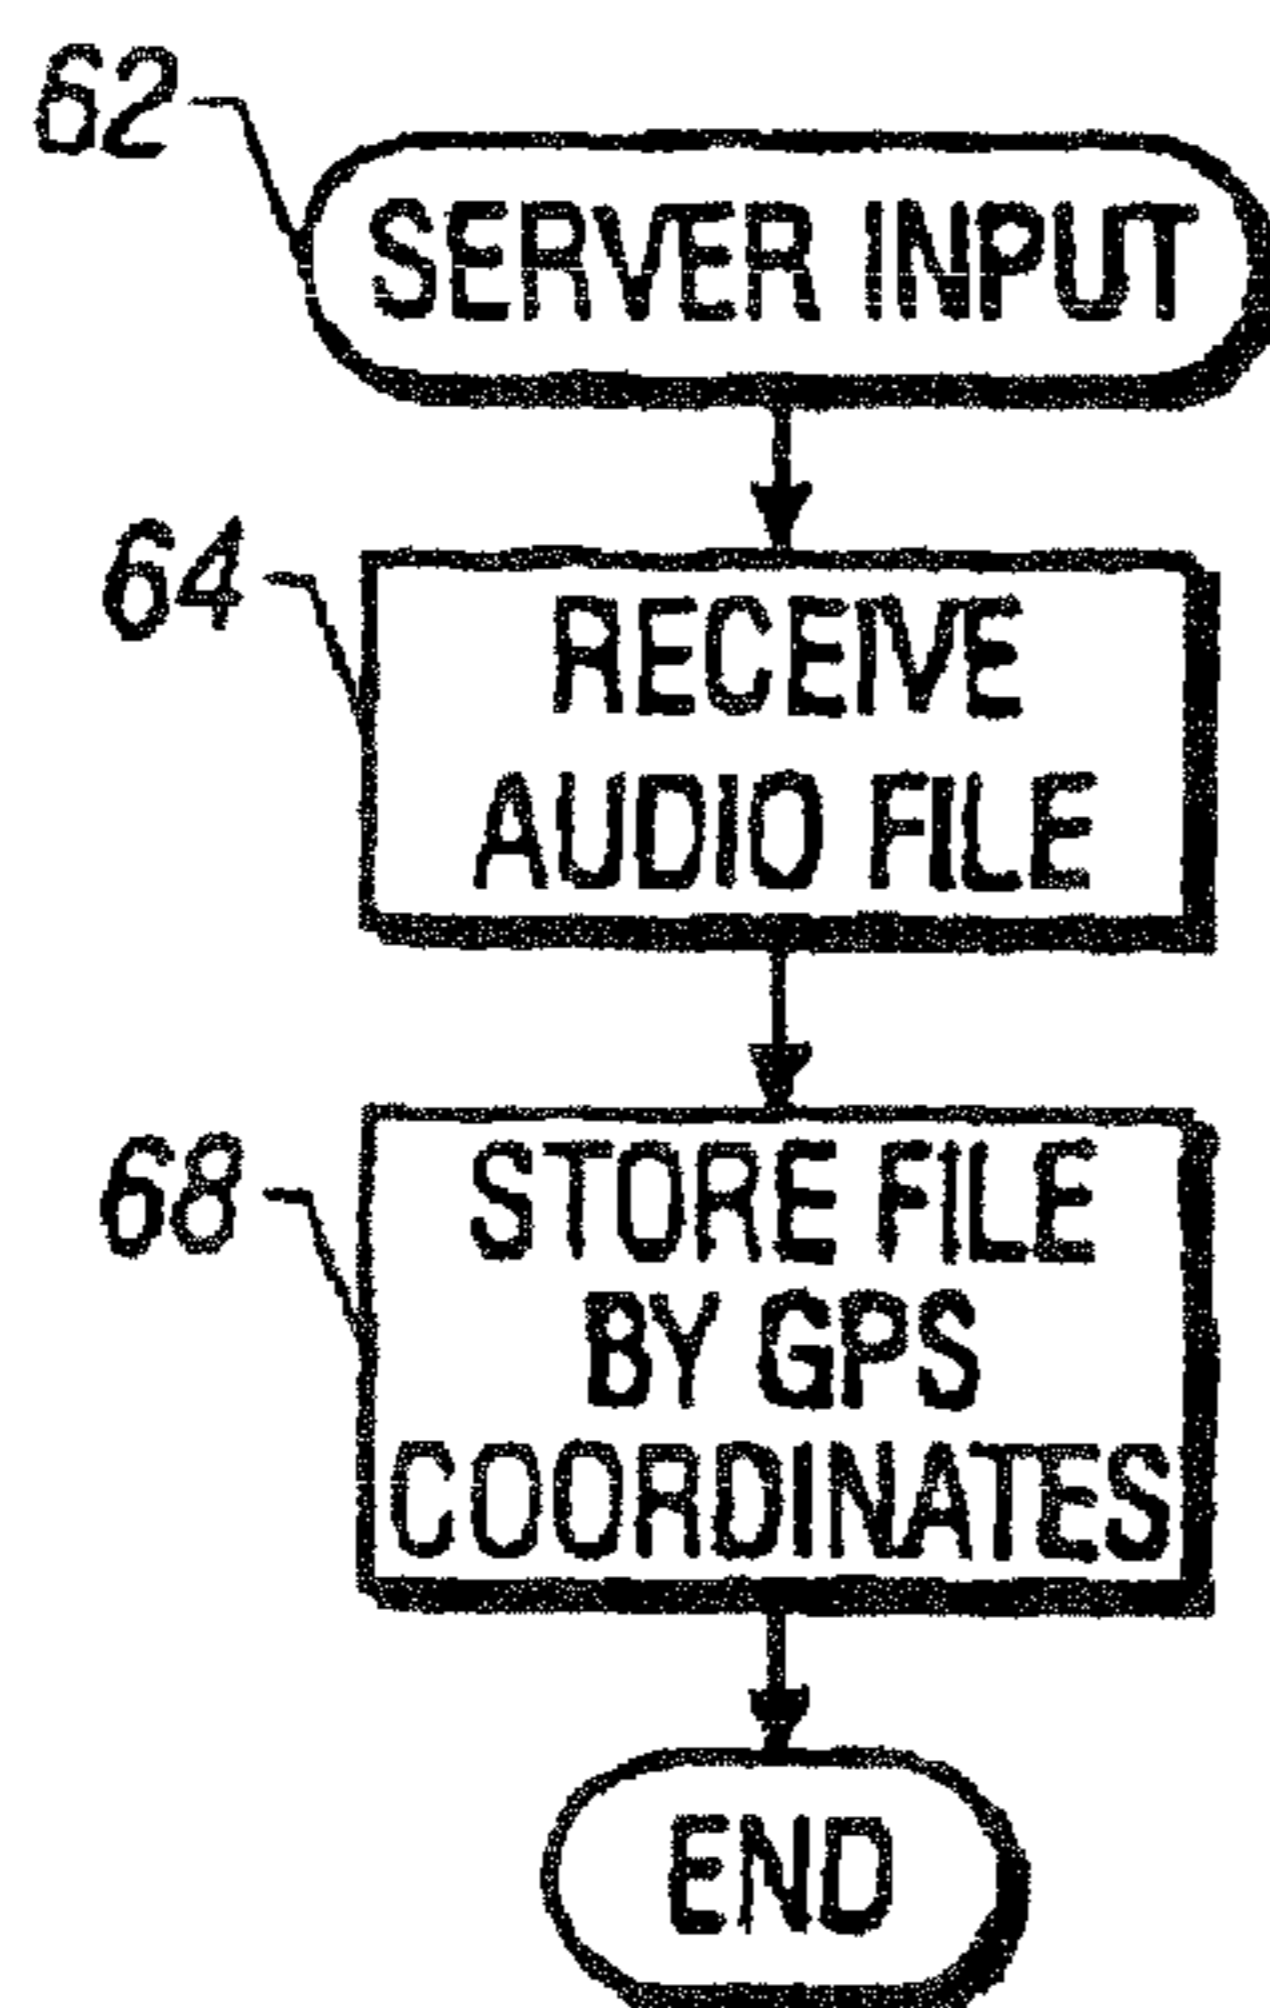 62
SERVER INPUT
64
RECEIVE
AUDIO FILE
68
STORE FILE
BY GPS
COORDINATES
END